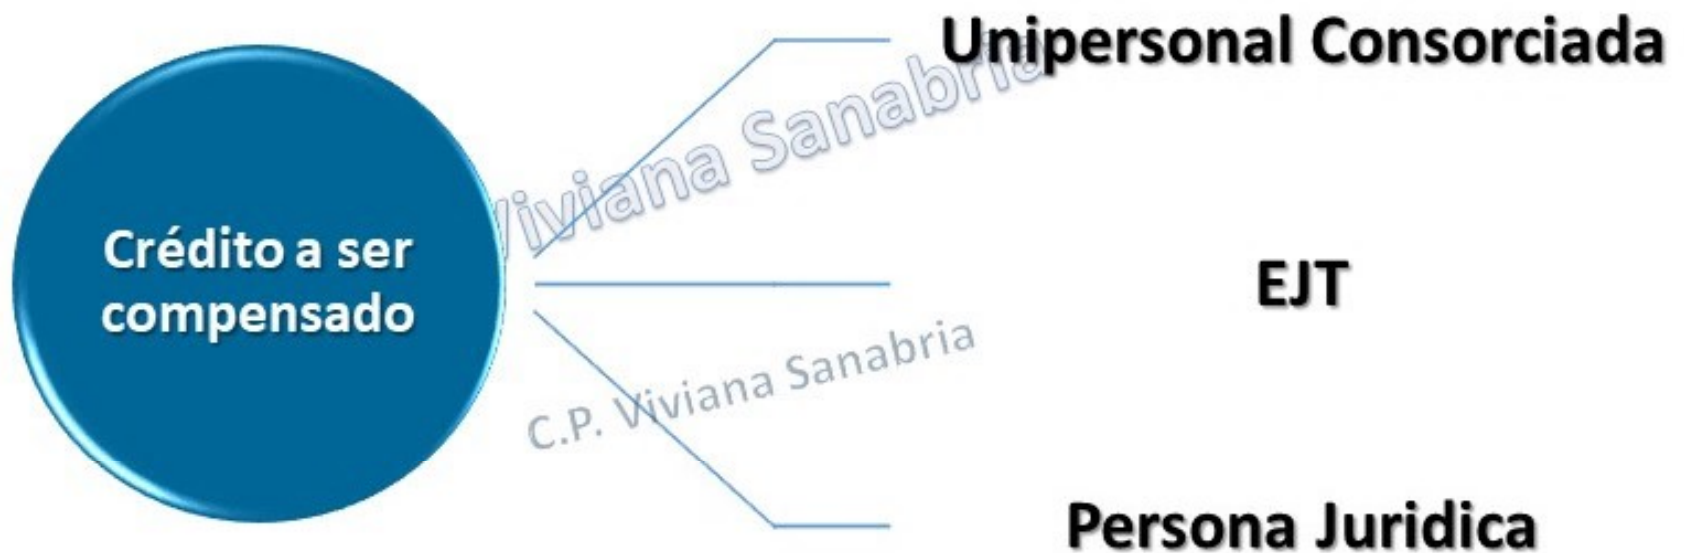 Unipersonal Consorciada
Viviana Sanabria
Crédito a ser
compensado
EJT
C.P. Viviana Sanabria
Persona Juridica